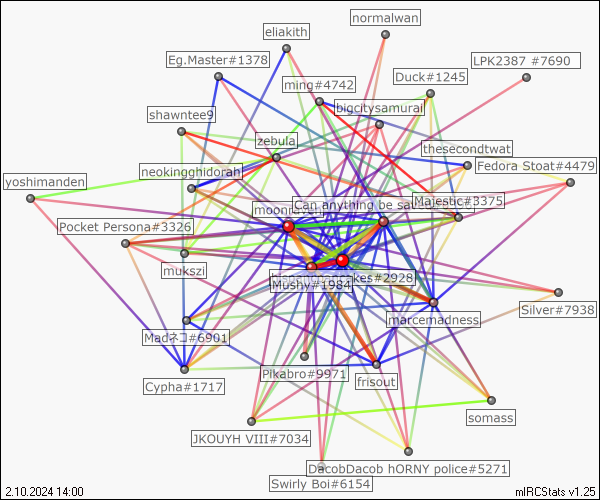 normalwan
eliakith
Eg.Master#1378
LPK2387 #7690
Duck#1245
ming#4742
bigcitysamurai
shawntee9
zebula
thesecondtwat
Fedora Stoat#4479
neokingghidorah
yoshimanden
Can anything be sa
Majestic#3375
moonra
Pocket Persona#3326
mukszi
kes#2928
Mushy#1984
Silver#7938
marcemadness
Madネコ#6901
Pikabro#9971
frisout
Cypha#1717
somass
JKOUYH VIII#7034
DacobDacob hORNY police#5271
Swirly Boi#6154
2.10.2024 14:00
mIRCStats v1.25